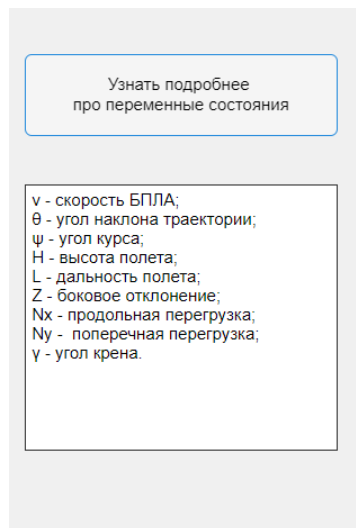 Узнать подробнее
про переменные состояния
v - скорость БПЛА;
θ - угол наклона траектории;
ψ - угол курса;
H - высота полета;
L - дальность полета;
Z - боковое отклонение;
Nx - продольная перегрузка;
Ny -  поперечная перегрузка;
γ - угол крена.